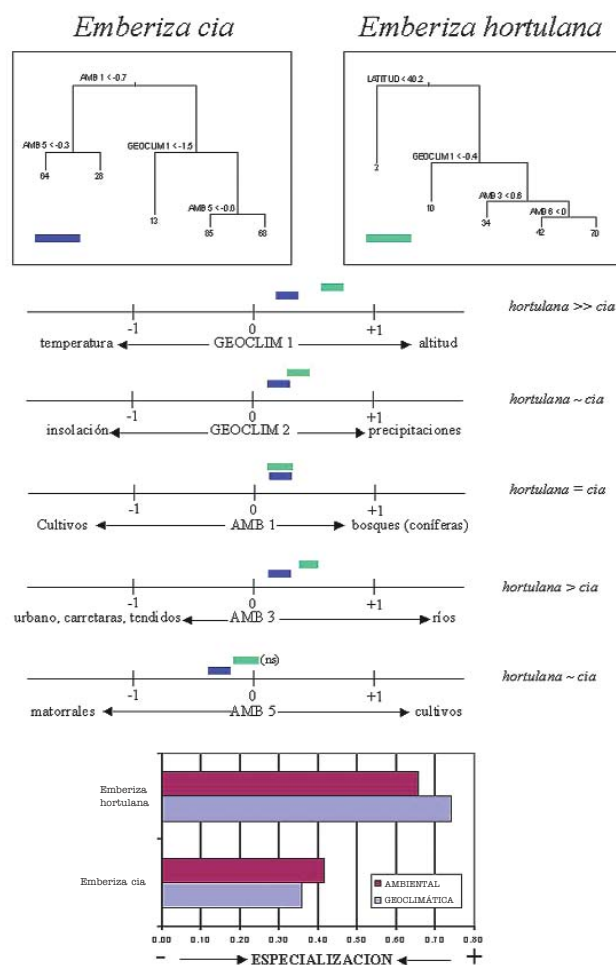 Emberiza cia
Emberiza hortulana
AMB 1 < -0.7
AMB 5 < -0.3
GEOCLIM 1 < -1.5
64
28
13
AMB 5 < -0.0
85
68
LATITUD < 40.2
2
GEOCLIM 1 < -0.4
10
AMB 3 < 0.6
34
AMB 6 < 0
42
70
hortulana >> cia
-1
0
+1
temperatura
GEOCLIM 1
altitud
hortulana ~ cia
-1
0
+1
insolación
GEOCLIM 2
precipitaciones
hortulana = cia
-1
0
+1
Cultivos
AMB 1
bosques (coníferas)
hortulana > cia
-1
0
+1
urbano, carretaras, tendidos
AMB 3
ríos
(ns)
hortulana ~ cia
-1
0
+1
matorrales
AMB 5
cultivos
Emberiza
hortulana
Emberiza cia
AMBIENTAL
GEOCLIMÁTICA
0.00 0.10 0.20 0.30 0.40 0.50 0.60 0.70 0.80
- ESPECIALIZACION +